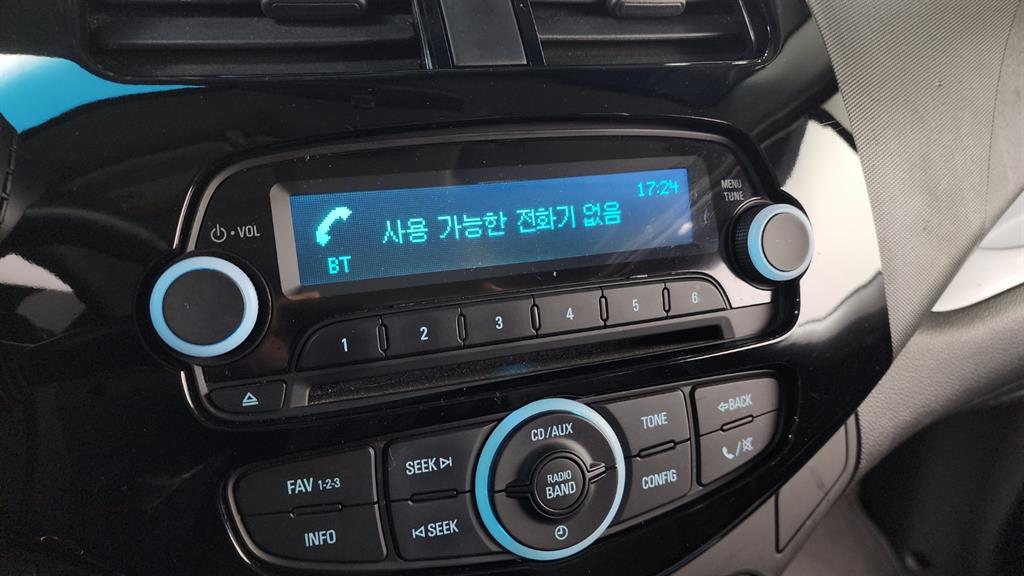 17:24
MENU
TUNE
VOL
사용 가능한 전화기 없음
BT
1 2 3 4 5 6
CD/AUX
TONE
BACK
SEEK
RADIO
BAND
CONFIG
FAV 1-2-3
INFO
SEEK